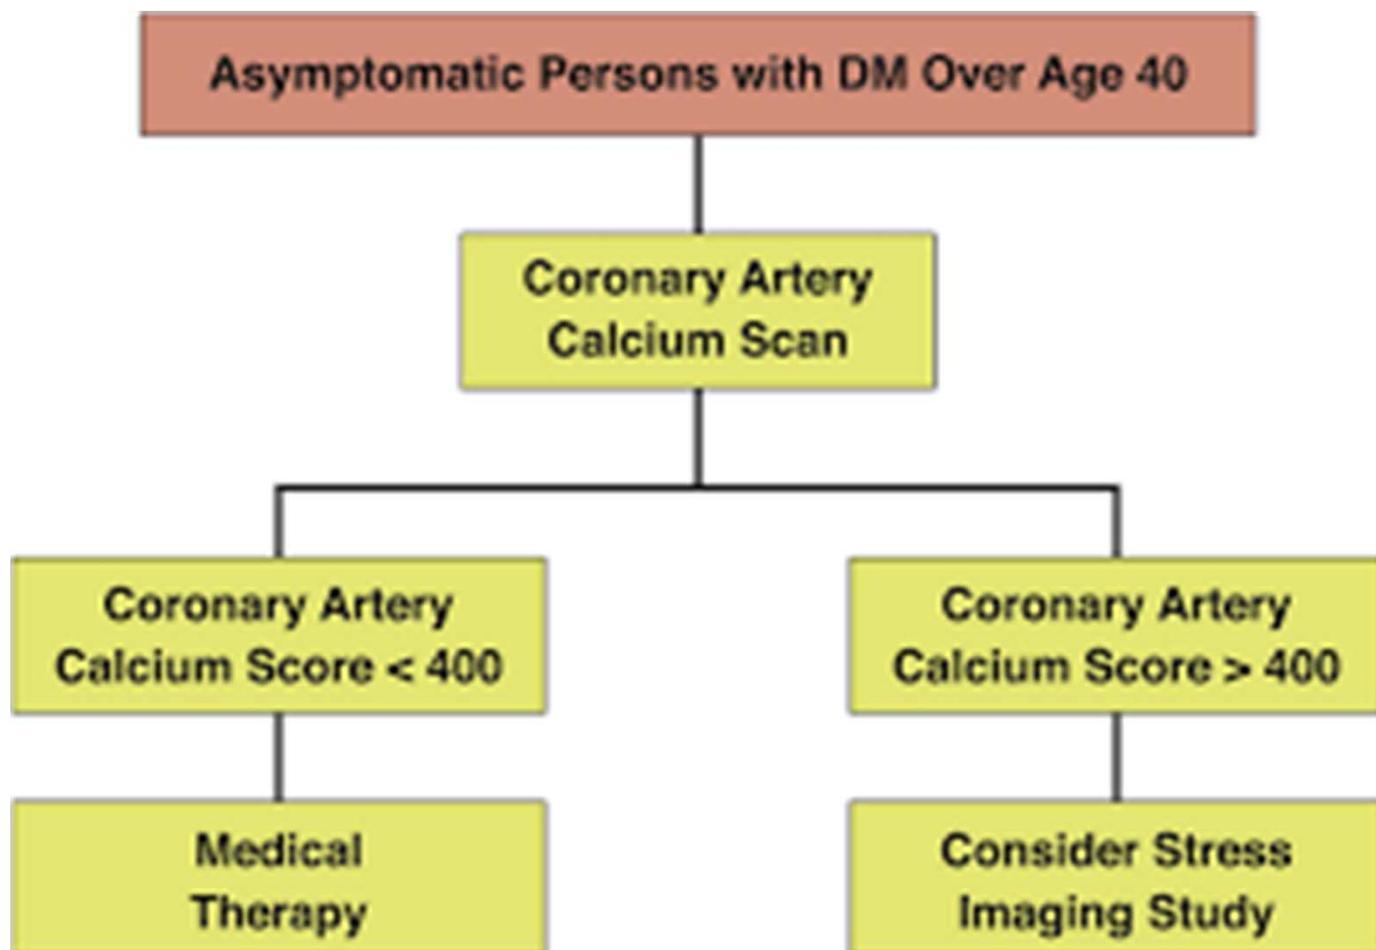 Asymptomatic Persons with DM Over Age 40
Coronary Artery
Calcium Scan
Coronary Artery
Calcium Score < 400
Coronary Artery
Calcium Score > 400
Medical
Therapy
Consider Stress
Imaging Study